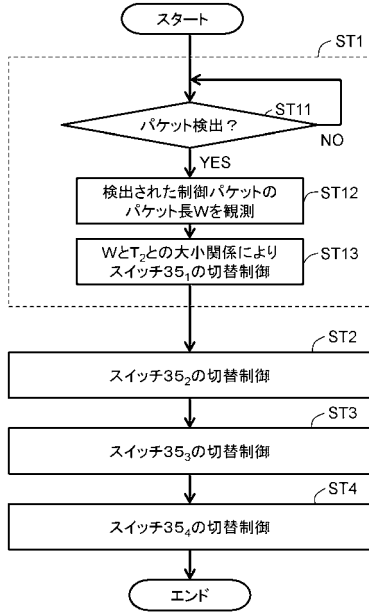 スタート
ST1
ST11
パケット検出？
NO
YES
検出された制御パケットの
パケット長Wを観測
ST12
WとT₂との大小関係により
スイッチ35₁の切替制御
ST13
ST2
スイッチ35₂の切替制御
ST3
スイッチ35₃の切替制御
ST4
スイッチ35₄の切替制御
エンド